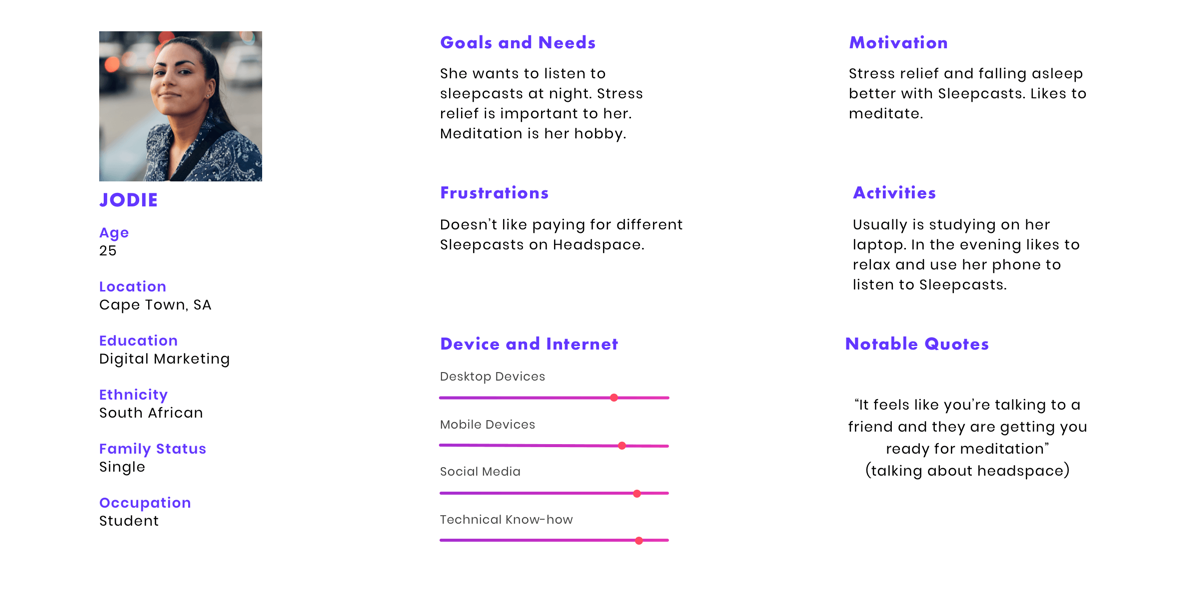 JODIE
Age
25
Location
Cape Town, SA
Education
Digital Marketing
Ethnicity
South African
Family Status
Single
Occupation
Student
Goals and Needs
She wants to listen to
sleepcasts at night. Stress
relief is important to her.
Meditation is her hobby.
Frustrations
Doesn't like paying for different
Sleepcasts on Headspace.
Device and Internet
Desktop Devices
Mobile Devices
Social Media
Technical Know-how
Motivation
Stress relief and falling asleep
better with Sleepcasts. Likes to
meditate.
Activities
Usually is studying on her
laptop. In the evening likes to
relax and use her phone to
listen to Sleepcasts.
Notable Quotes
“It feels like you're talking to a
friend and they are getting you
ready for meditation”
(talking about headspace)